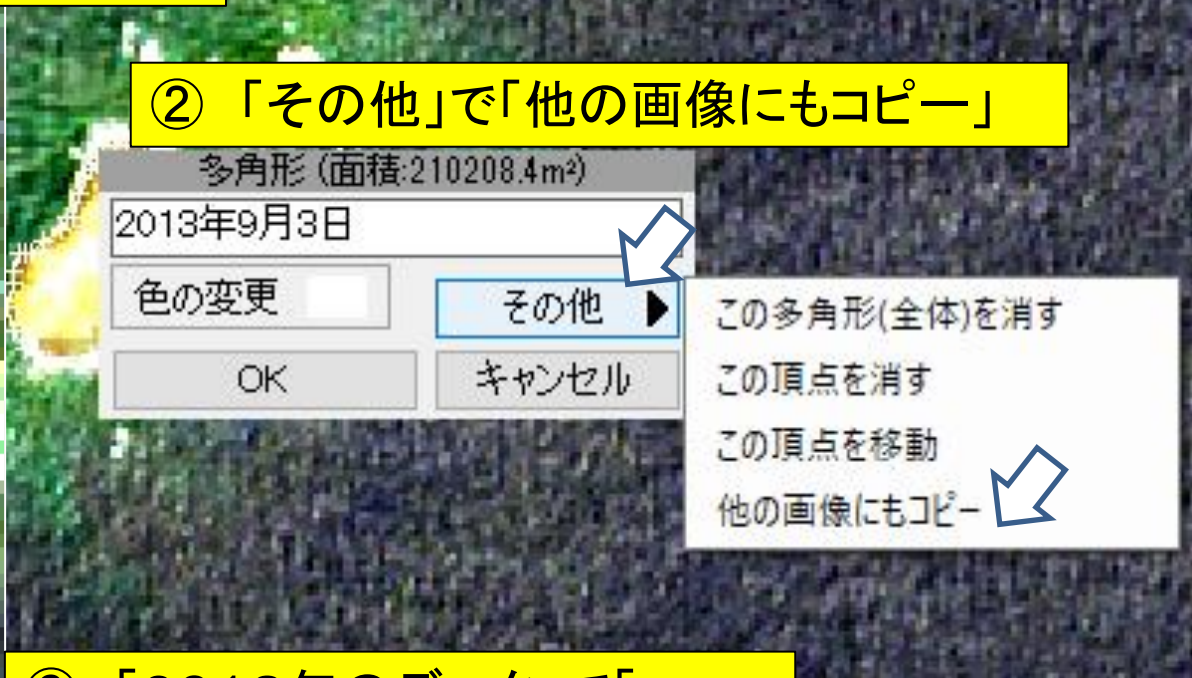 ② 「その他」で「他の画像にもコピー」
多角形 (面積:210208.4m²)
2013年9月3日
色の変更
その他 ▶
OK
キャンセル
この多角形(全体)を消す
この頂点を消す
この頂点を移動
他の画像にもコピー